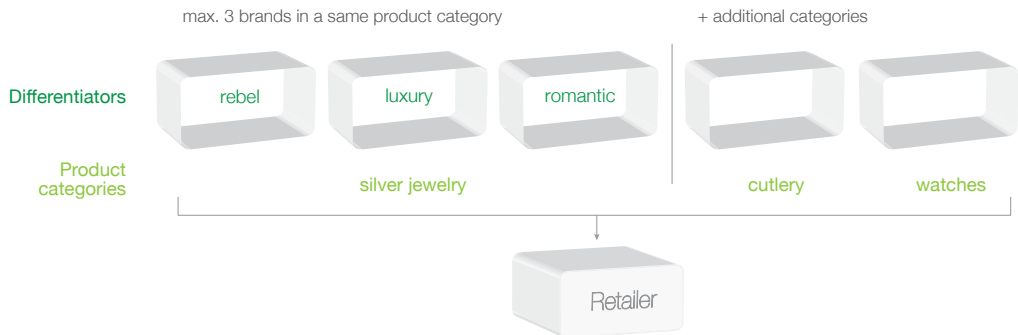 max. 3 brands in a same product category
+ additional categories
Differentiators
rebel
luxury
romantic
Product
categories
silver jewelry
cutlery
watches
Retailer